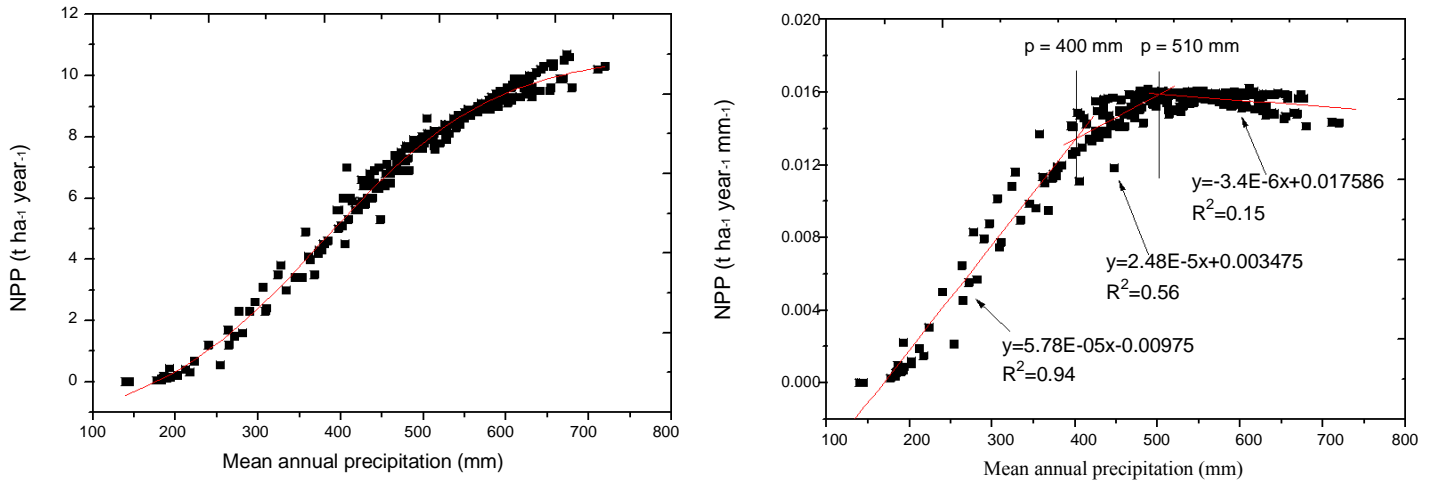 12
10
8
6
4
2
0
NPP (t ha-1 year-1)
100 200 300 400 500 600 700 800
Mean annual precipitation (mm)
0.020
0.016
0.012
0.008
0.004
0.000
NPP (t ha-1 year-1 mm-1)
p = 400 mm p = 510 mm
y=-3.4E-6x+0.017586
R2=0.15
y=2.48E-5x+0.003475
R2=0.56
y=5.78E-05x-0.00975
R2=0.94
100 200 300 400 500 600 700 800
Mean annual precipitation (mm)